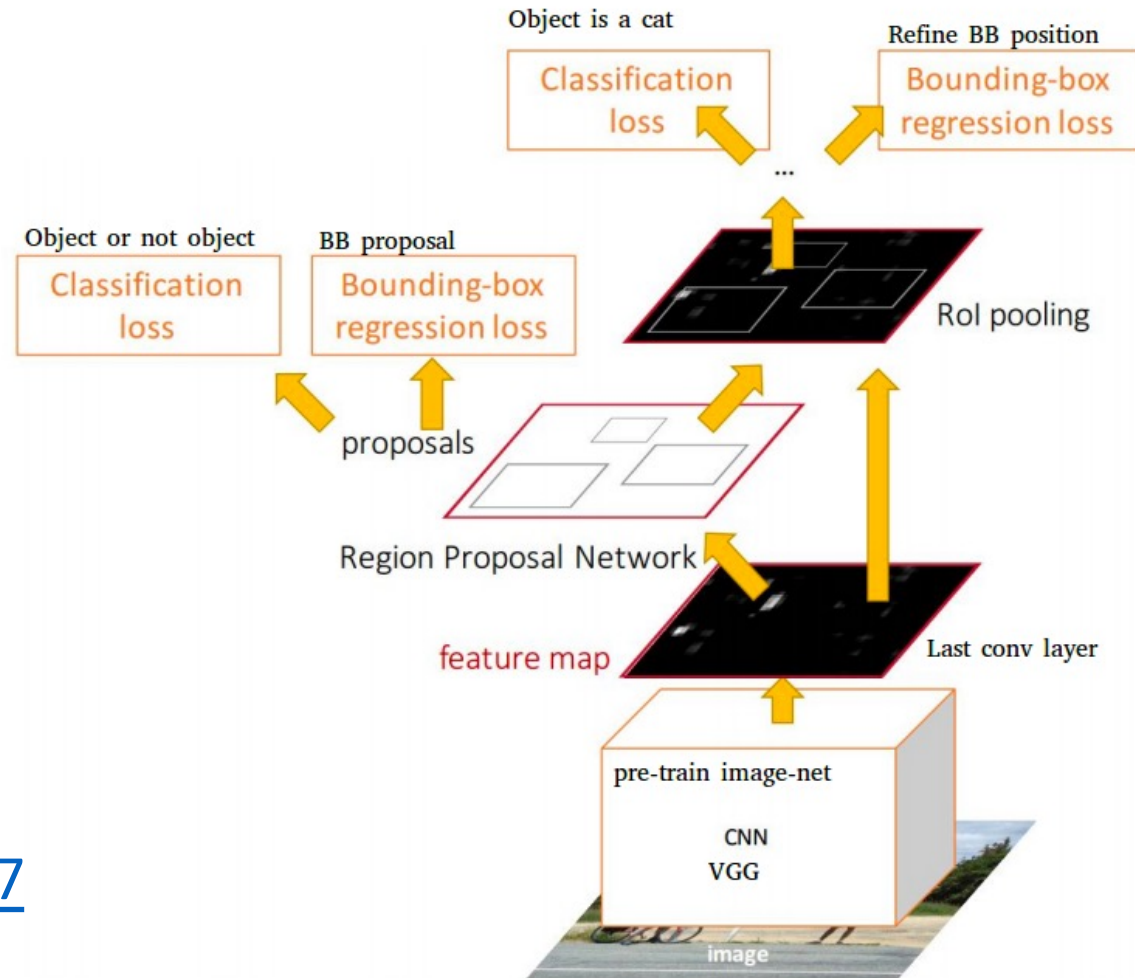 Object is a cat
Classification
loss
Refine BB position
Bounding-box
regression loss
...
Object or not object
Classification
loss
BB proposal
Bounding-box
regression loss
RoI pooling
proposals
Region Proposal Network
feature map
Last conv layer
pre-train image-net
CNN
VGG
7
image